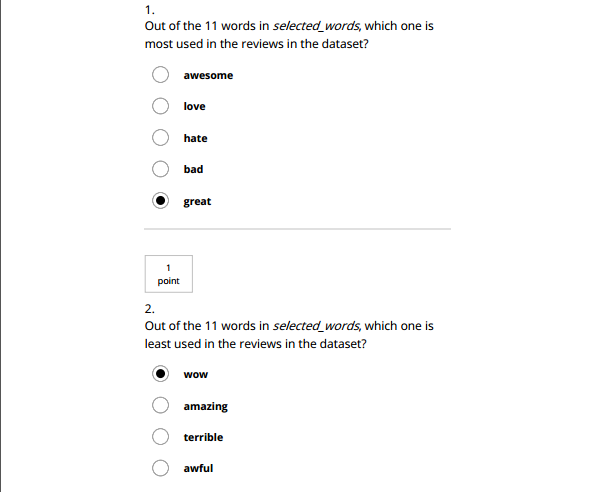 1.
Out of the 11 words in selected_words, which one is
most used in the reviews in the dataset?
awesome
love
hate
bad
great
1
point
2.
Out of the 11 words in selected_words, which one is
least used in the reviews in the dataset?
wow
amazing
terrible
awful